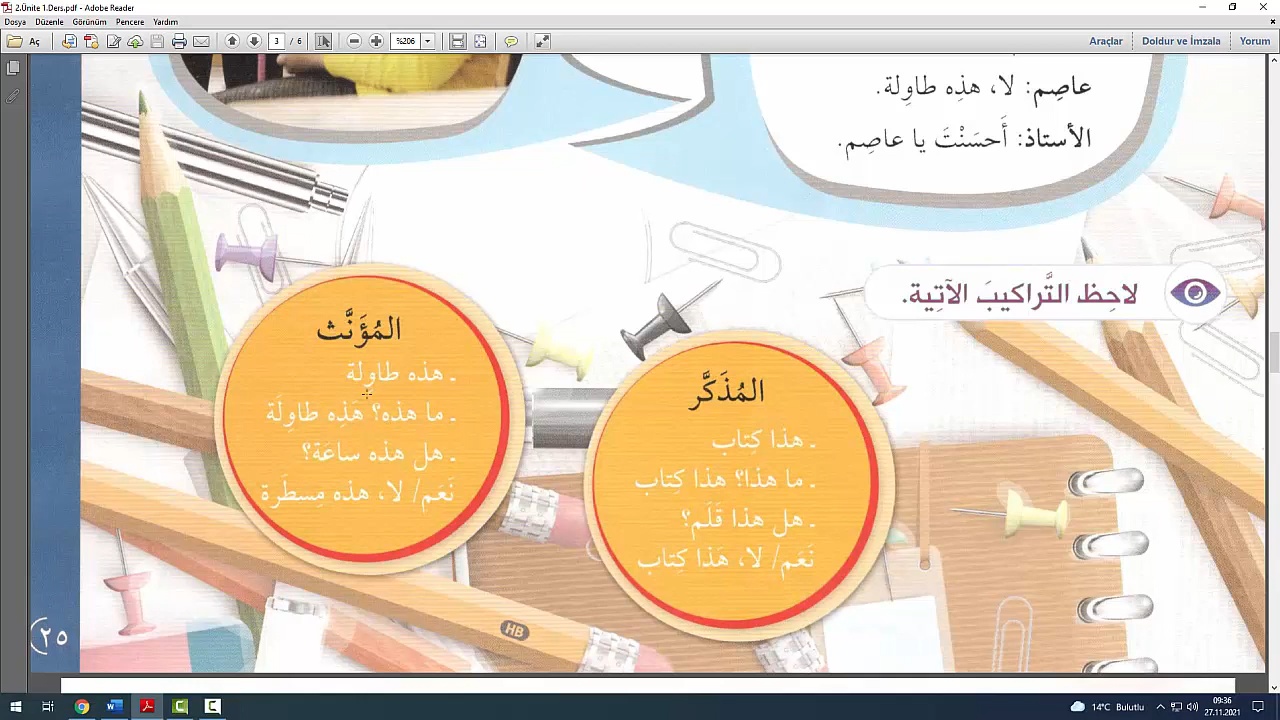 2.Ünite 1.Ders.pdf - Adobe Reader
Dosya Düzenle Görünüm Pencere Yardım
Aç 3 / 6 %206 Araçlar Doldur ve İmzala Yorum
عاصِم: لا، هذِه طاوِلة.
الأستاذ: أَحسَنْتَ يا عاصِم.
لاحِظ التَّراكيبَ الآتِية.
المُذَكَّر
ـ هذا كِتاب
ـ ما هذا؟ هذا كِتاب
ـ هل هذا قَلَم؟
نَعَم/ لا، هَذا كِتاب
المُؤَنَّث
ـ هذه طاوِلة
ـ ما هذه؟ هَذِه طاوِلَة
ـ هل هذه ساعَة؟
نَعَم/ لا، هذه مِسطَرة
HB
٢٥
14°C Bulutlu
09:36
27.11.2021